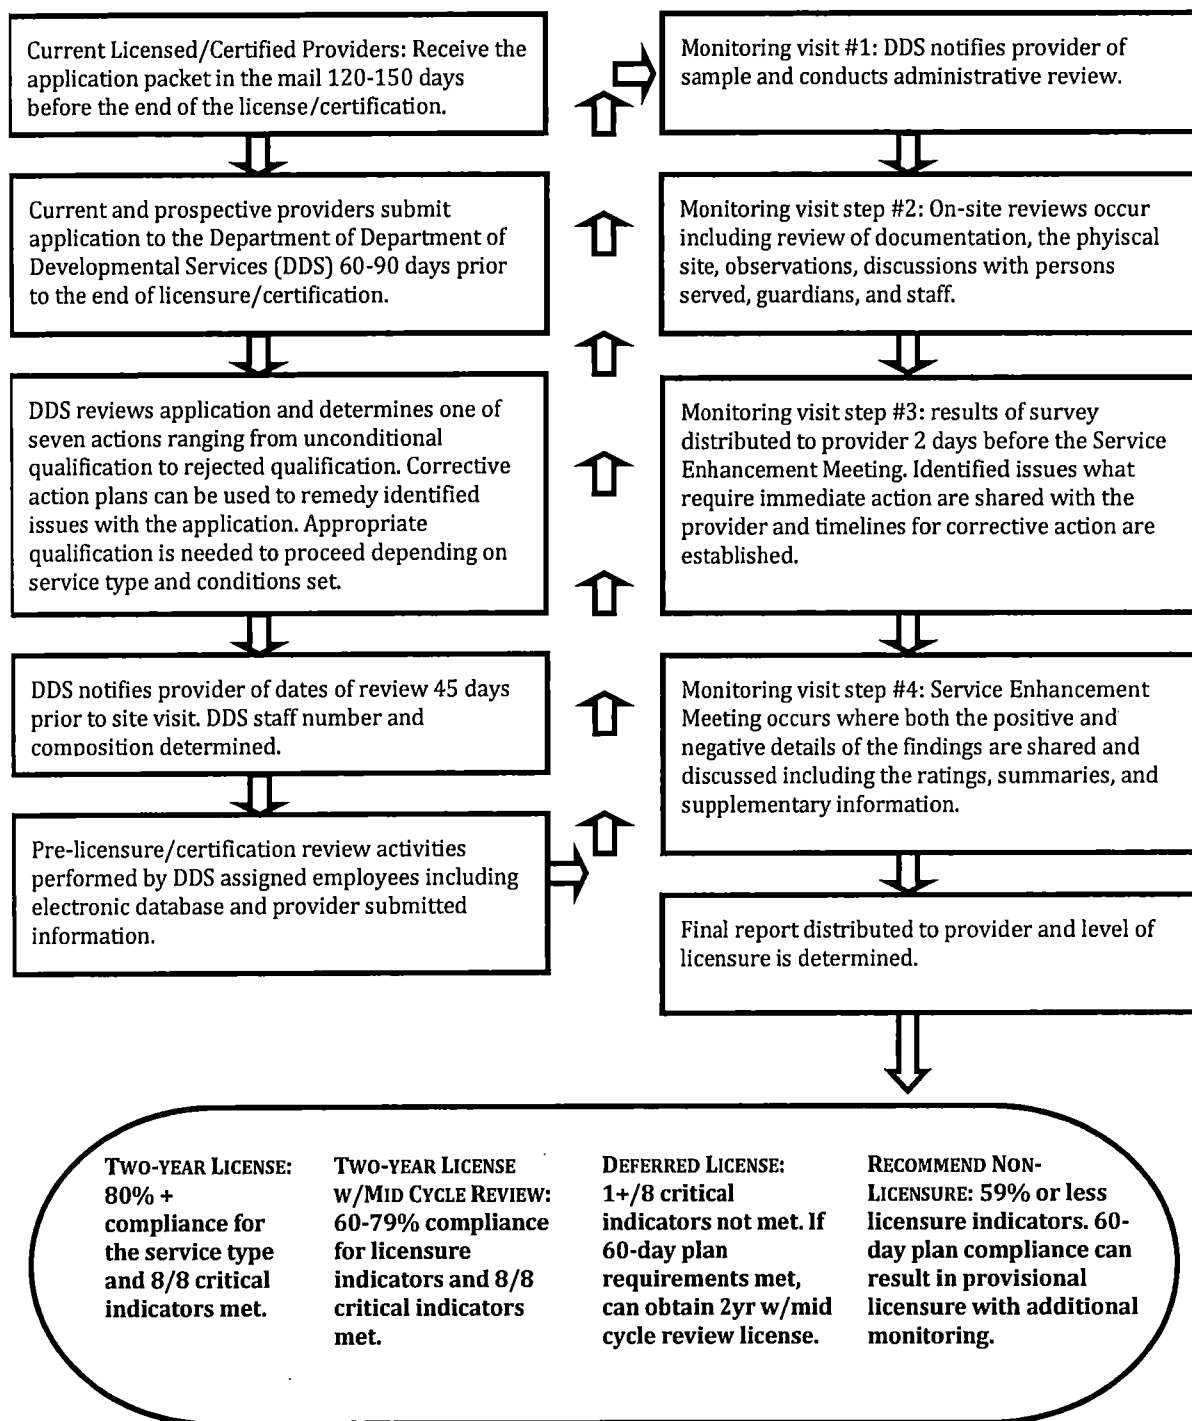 Current Licensed/Certified Providers: Receive the
application packet in the mail 120-150 days
before the end of the license/certification.
Current and prospective providers submit
application to the Department of Department of
Developmental Services (DDS) 60-90 days prior
to the end of licensure/certification.
DDS reviews application and determines one of
seven actions ranging from unconditional
qualification to rejected qualification. Corrective
action plans can be used to remedy identified
issues with the application. Appropriate
qualification is needed to proceed depending on
service type and conditions set.
DDS notifies provider of dates of review 45 days
prior to site visit. DDS staff number and
composition determined.
Pre-licensure/certification review activities
performed by DDS assigned employees including
electronic database and provider submitted
information.
Monitoring visit #1: DDS notifies provider of
sample and conducts administrative review.
Monitoring visit step #2: On-site reviews occur
including review of documentation, the phyiscal
site, observations, discussions with persons
served, guardians, and staff.
Monitoring visit step #3: results of survey
distributed to provider 2 days before the Service
Enhancement Meeting. Identified issues what
require immediate action are shared with the
provider and timelines for corrective action are
established.
Monitoring visit step #4: Service Enhancement
Meeting occurs where both the positive and
negative details of the findings are shared and
discussed including the ratings, summaries, and
supplementary information.
Final report distributed to provider and level of
licensure is determined.
TWO-YEAR LICENSE:
80% +
compliance for
the service type
and 8/8 critical
indicators met.
TWO-YEAR LICENSE
W/MID CYCLE REVIEW:
60-79% compliance
for licensure
indicators and 8/8
critical indicators
met.
DEFERRED LICENSE:
1+/8 critical
indicators not met. If
60-day plan
requirements met,
can obtain 2yr w/mid
cycle review license.
RECOMMEND NON-
LICENSURE: 59% or less
licensure indicators. 60-
day plan compliance can
result in provisional
licensure with additional
monitoring.